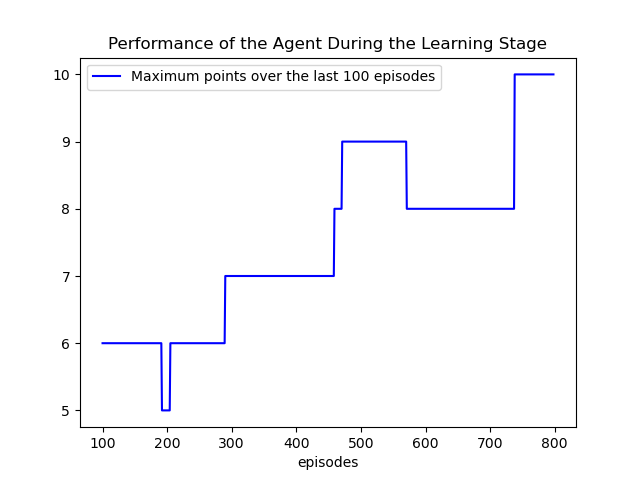 Performance of the Agent During the Learning Stage
Maximum points over the last 100 episodes
10
9
8
7
6
5
100 200 300 400 500 600 700 800
episodes